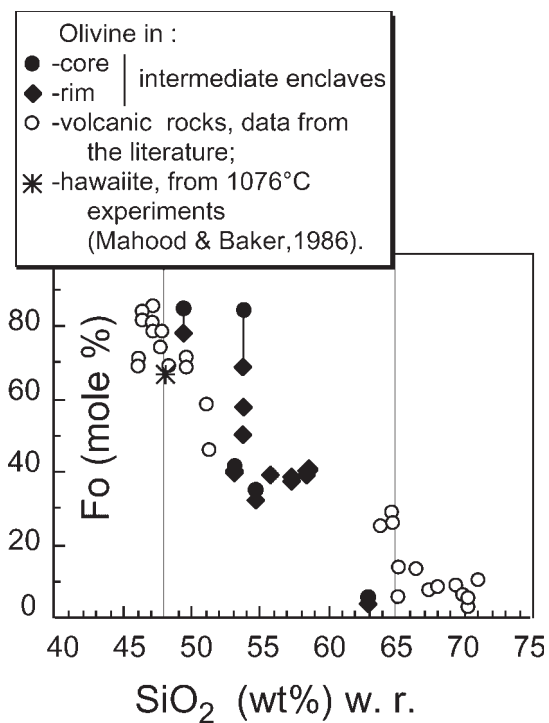 Olivine in :
-core
-rim
intermediate enclaves
-volcanic rocks, data from
the literature;
-hawaiite, from 1076°C
experiments
(Mahood & Baker,1986).
Fo (mole %)
80
60
40
20
0
40 45 50 55 60 65 70 75
SiO₂ (wt%) w. r.